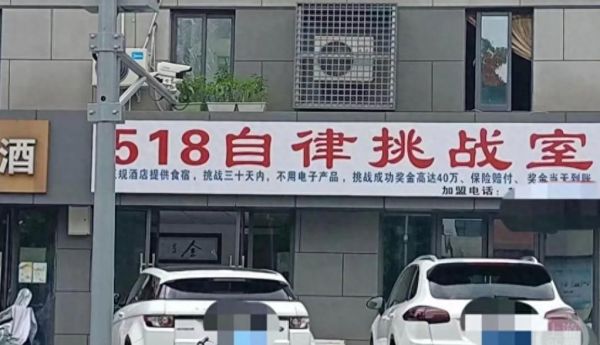 518自律挑战室
观酒店提供食宿，挑战三十天内，不用电子产品，挑战成功奖金高达40万、保险赔付、奖金当天到账
加盟电话：
酒